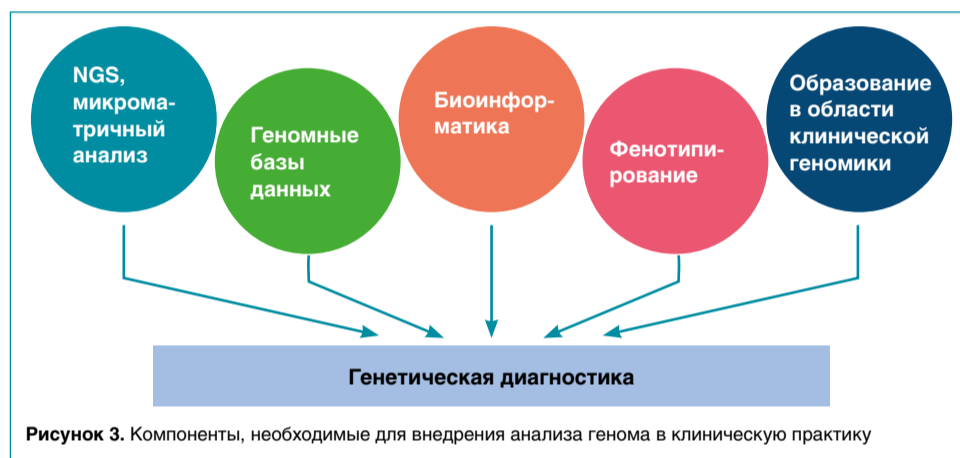 NGS,
микрома-
тричный
анализ
Геномные
базы
данных
Биоинфор-
матика
Фенотипи-
рование
Образование
в области
клинической
геномики
Генетическая диагностика
Рисунок 3. Компоненты, необходимые для внедрения анализа генома в клиническую практику